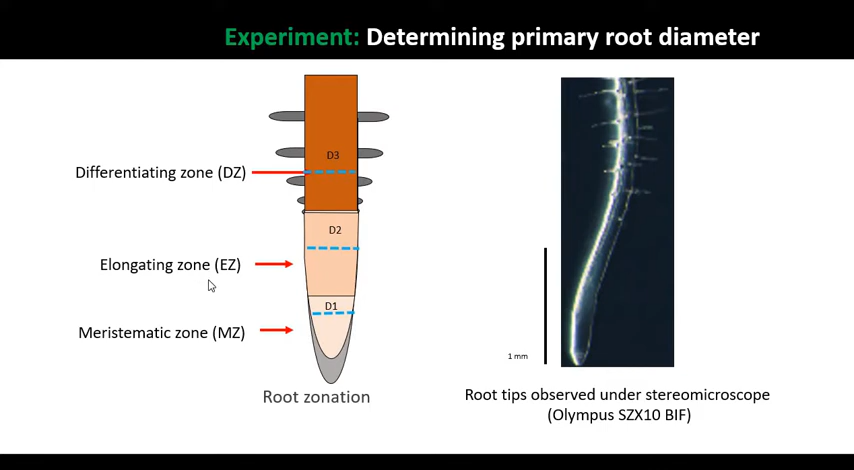 Experiment: Determining primary root diameter
D3
Differentiating zone (DZ)
D2
Elongating zone (EZ)
D1
Meristematic zone (MZ)
Root zonation
1 mm
Root tips observed under stereomicroscope
(Olympus SZX10 BIF)